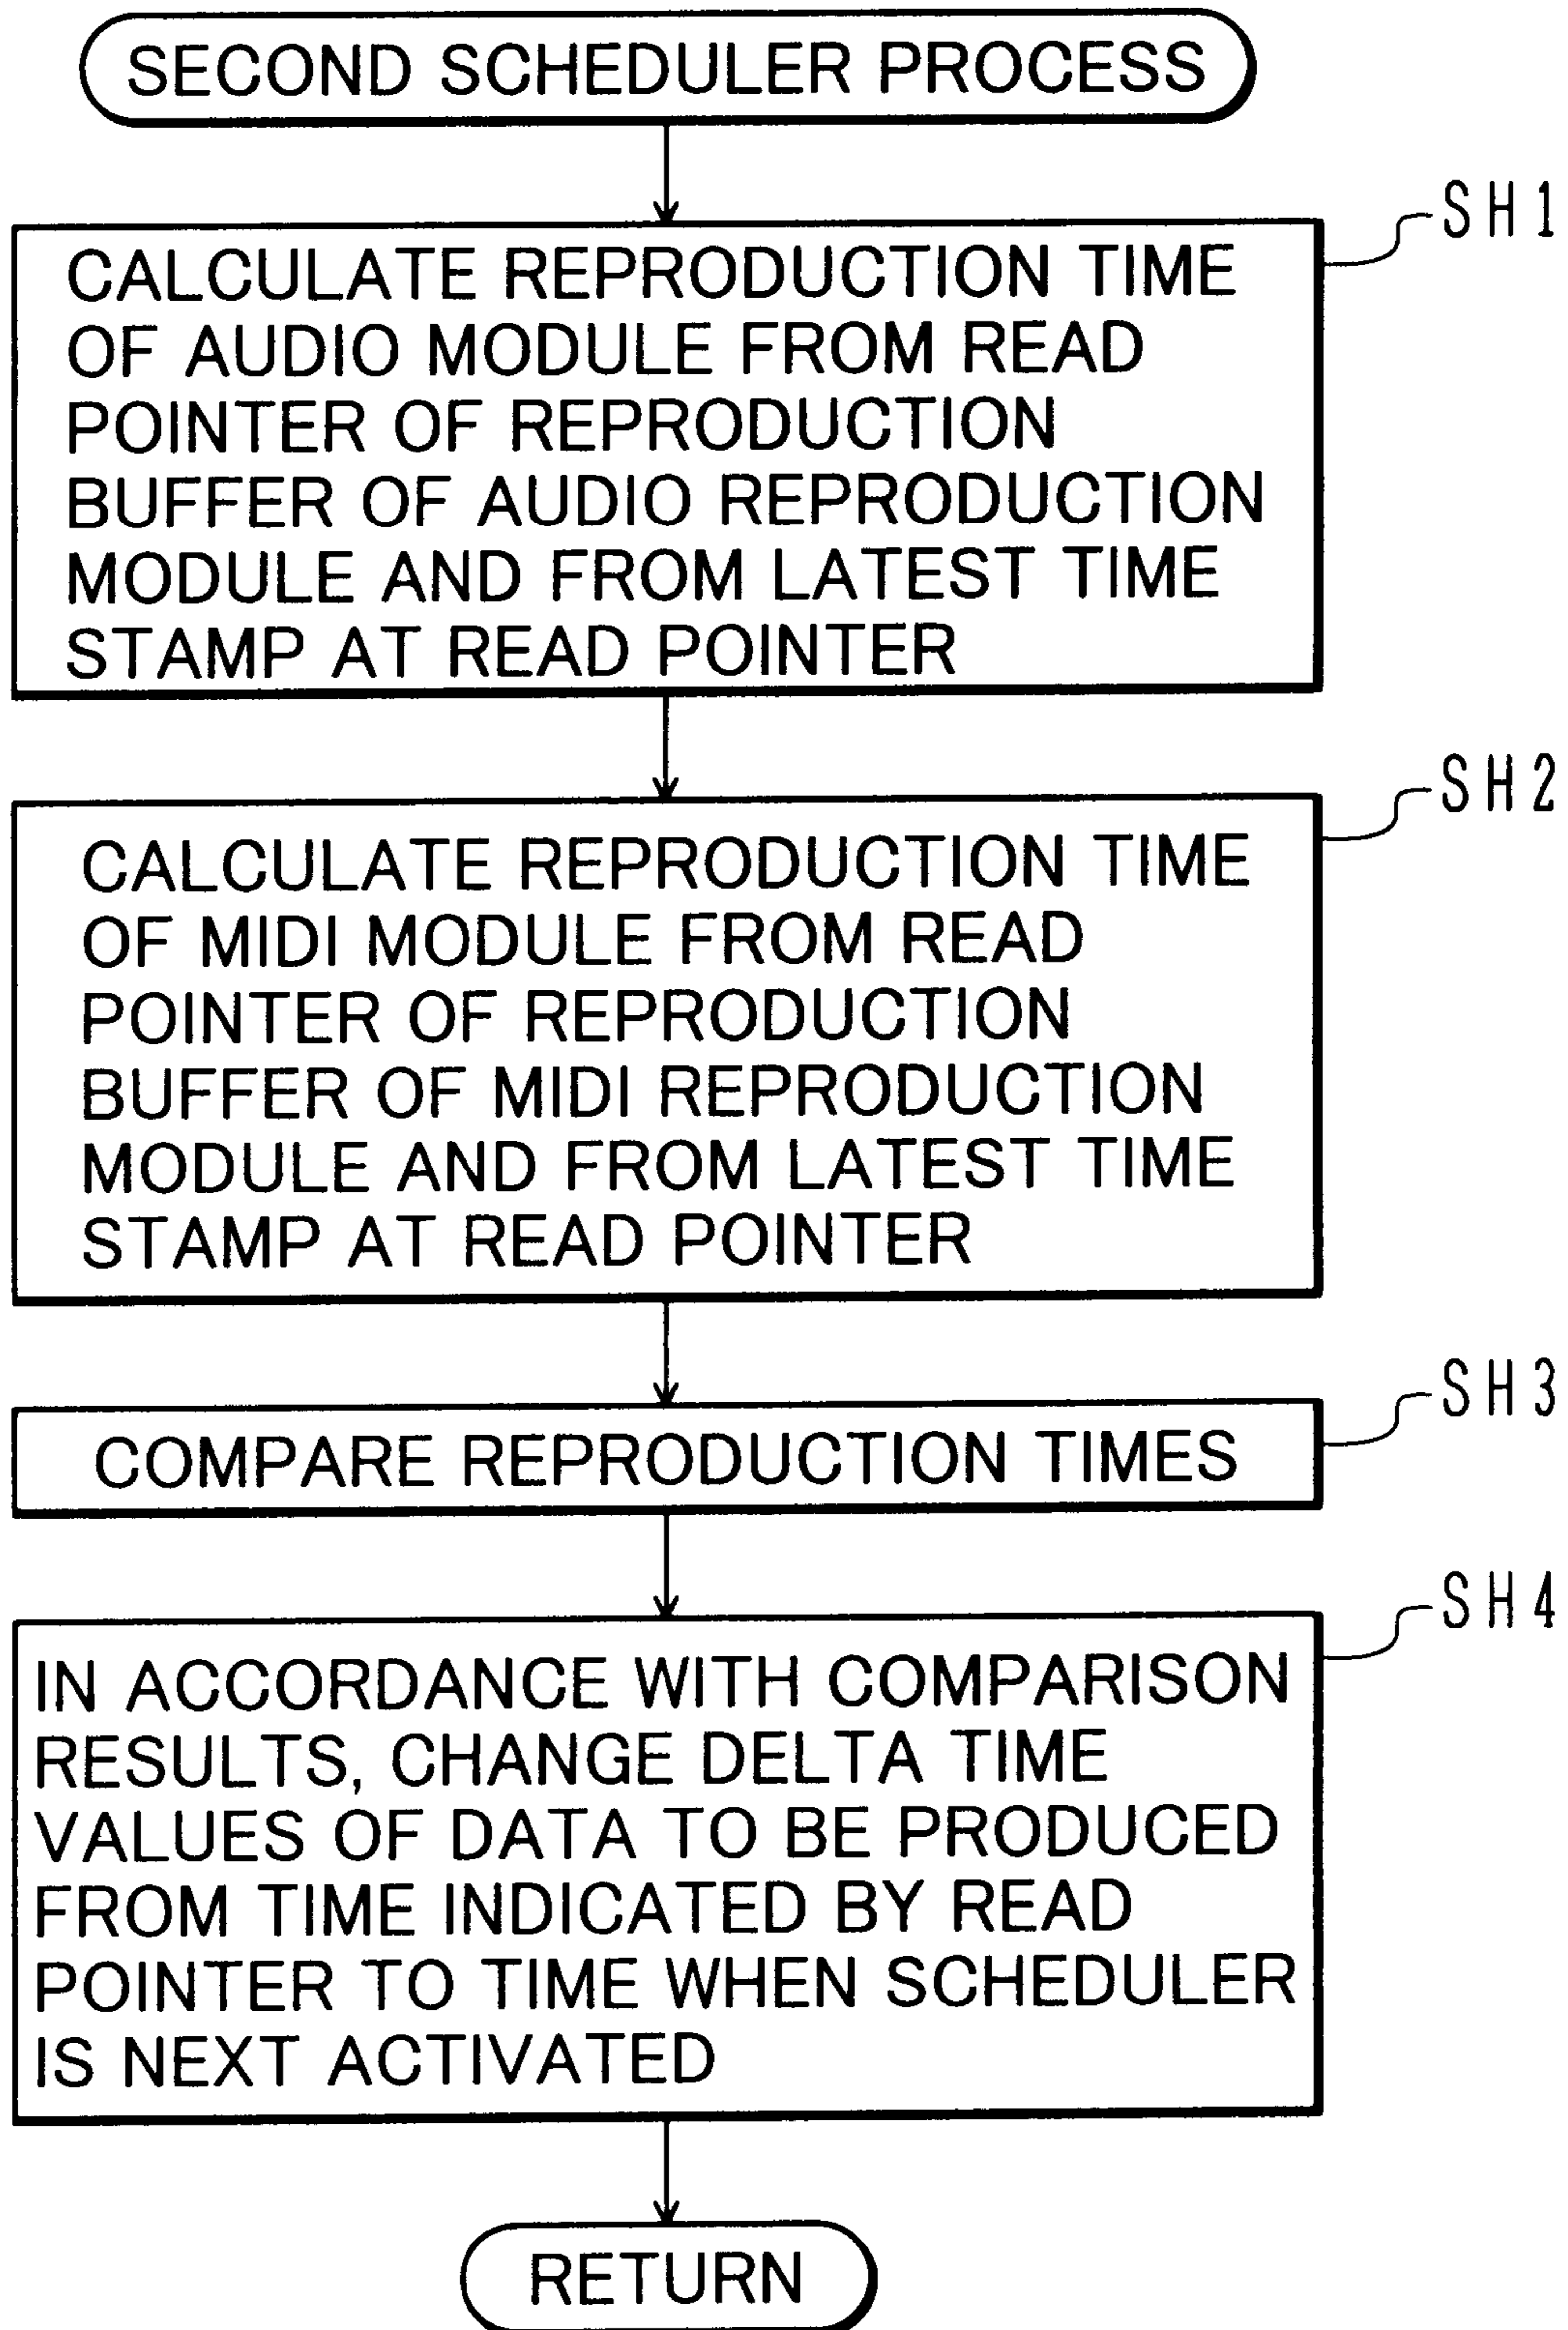 SECOND SCHEDULER PROCESS
SH1
CALCULATE REPRODUCTION TIME
OF AUDIO MODULE FROM READ
POINTER OF REPRODUCTION
BUFFER OF AUDIO REPRODUCTION
MODULE AND FROM LATEST TIME
STAMP AT READ POINTER
SH2
CALCULATE REPRODUCTION TIME
OF MIDI MODULE FROM READ
POINTER OF REPRODUCTION
BUFFER OF MIDI REPRODUCTION
MODULE AND FROM LATEST TIME
STAMP AT READ POINTER
SH3
COMPARE REPRODUCTION TIMES
SH4
IN ACCORDANCE WITH COMPARISON
RESULTS, CHANGE DELTA TIME
VALUES OF DATA TO BE PRODUCED
FROM TIME INDICATED BY READ
POINTER TO TIME WHEN SCHEDULER
IS NEXT ACTIVATED
RETURN